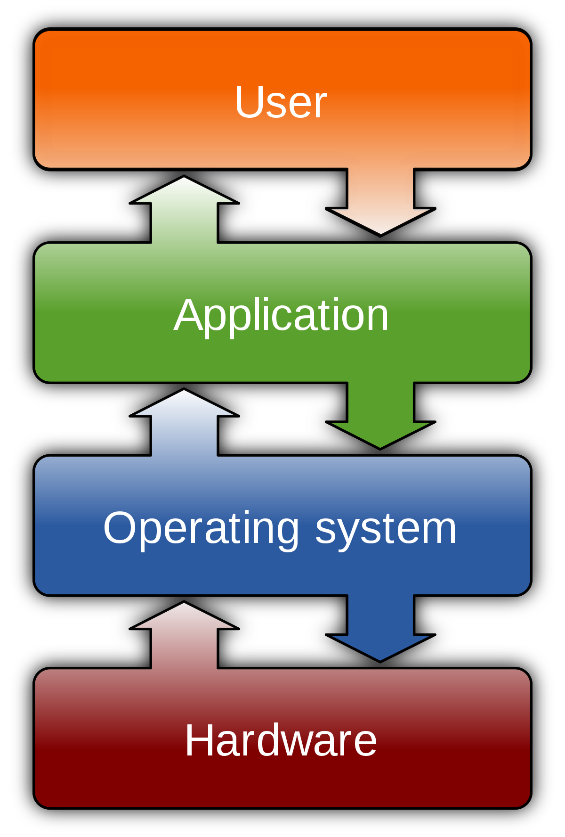 User
Application
Operating system
Hardware